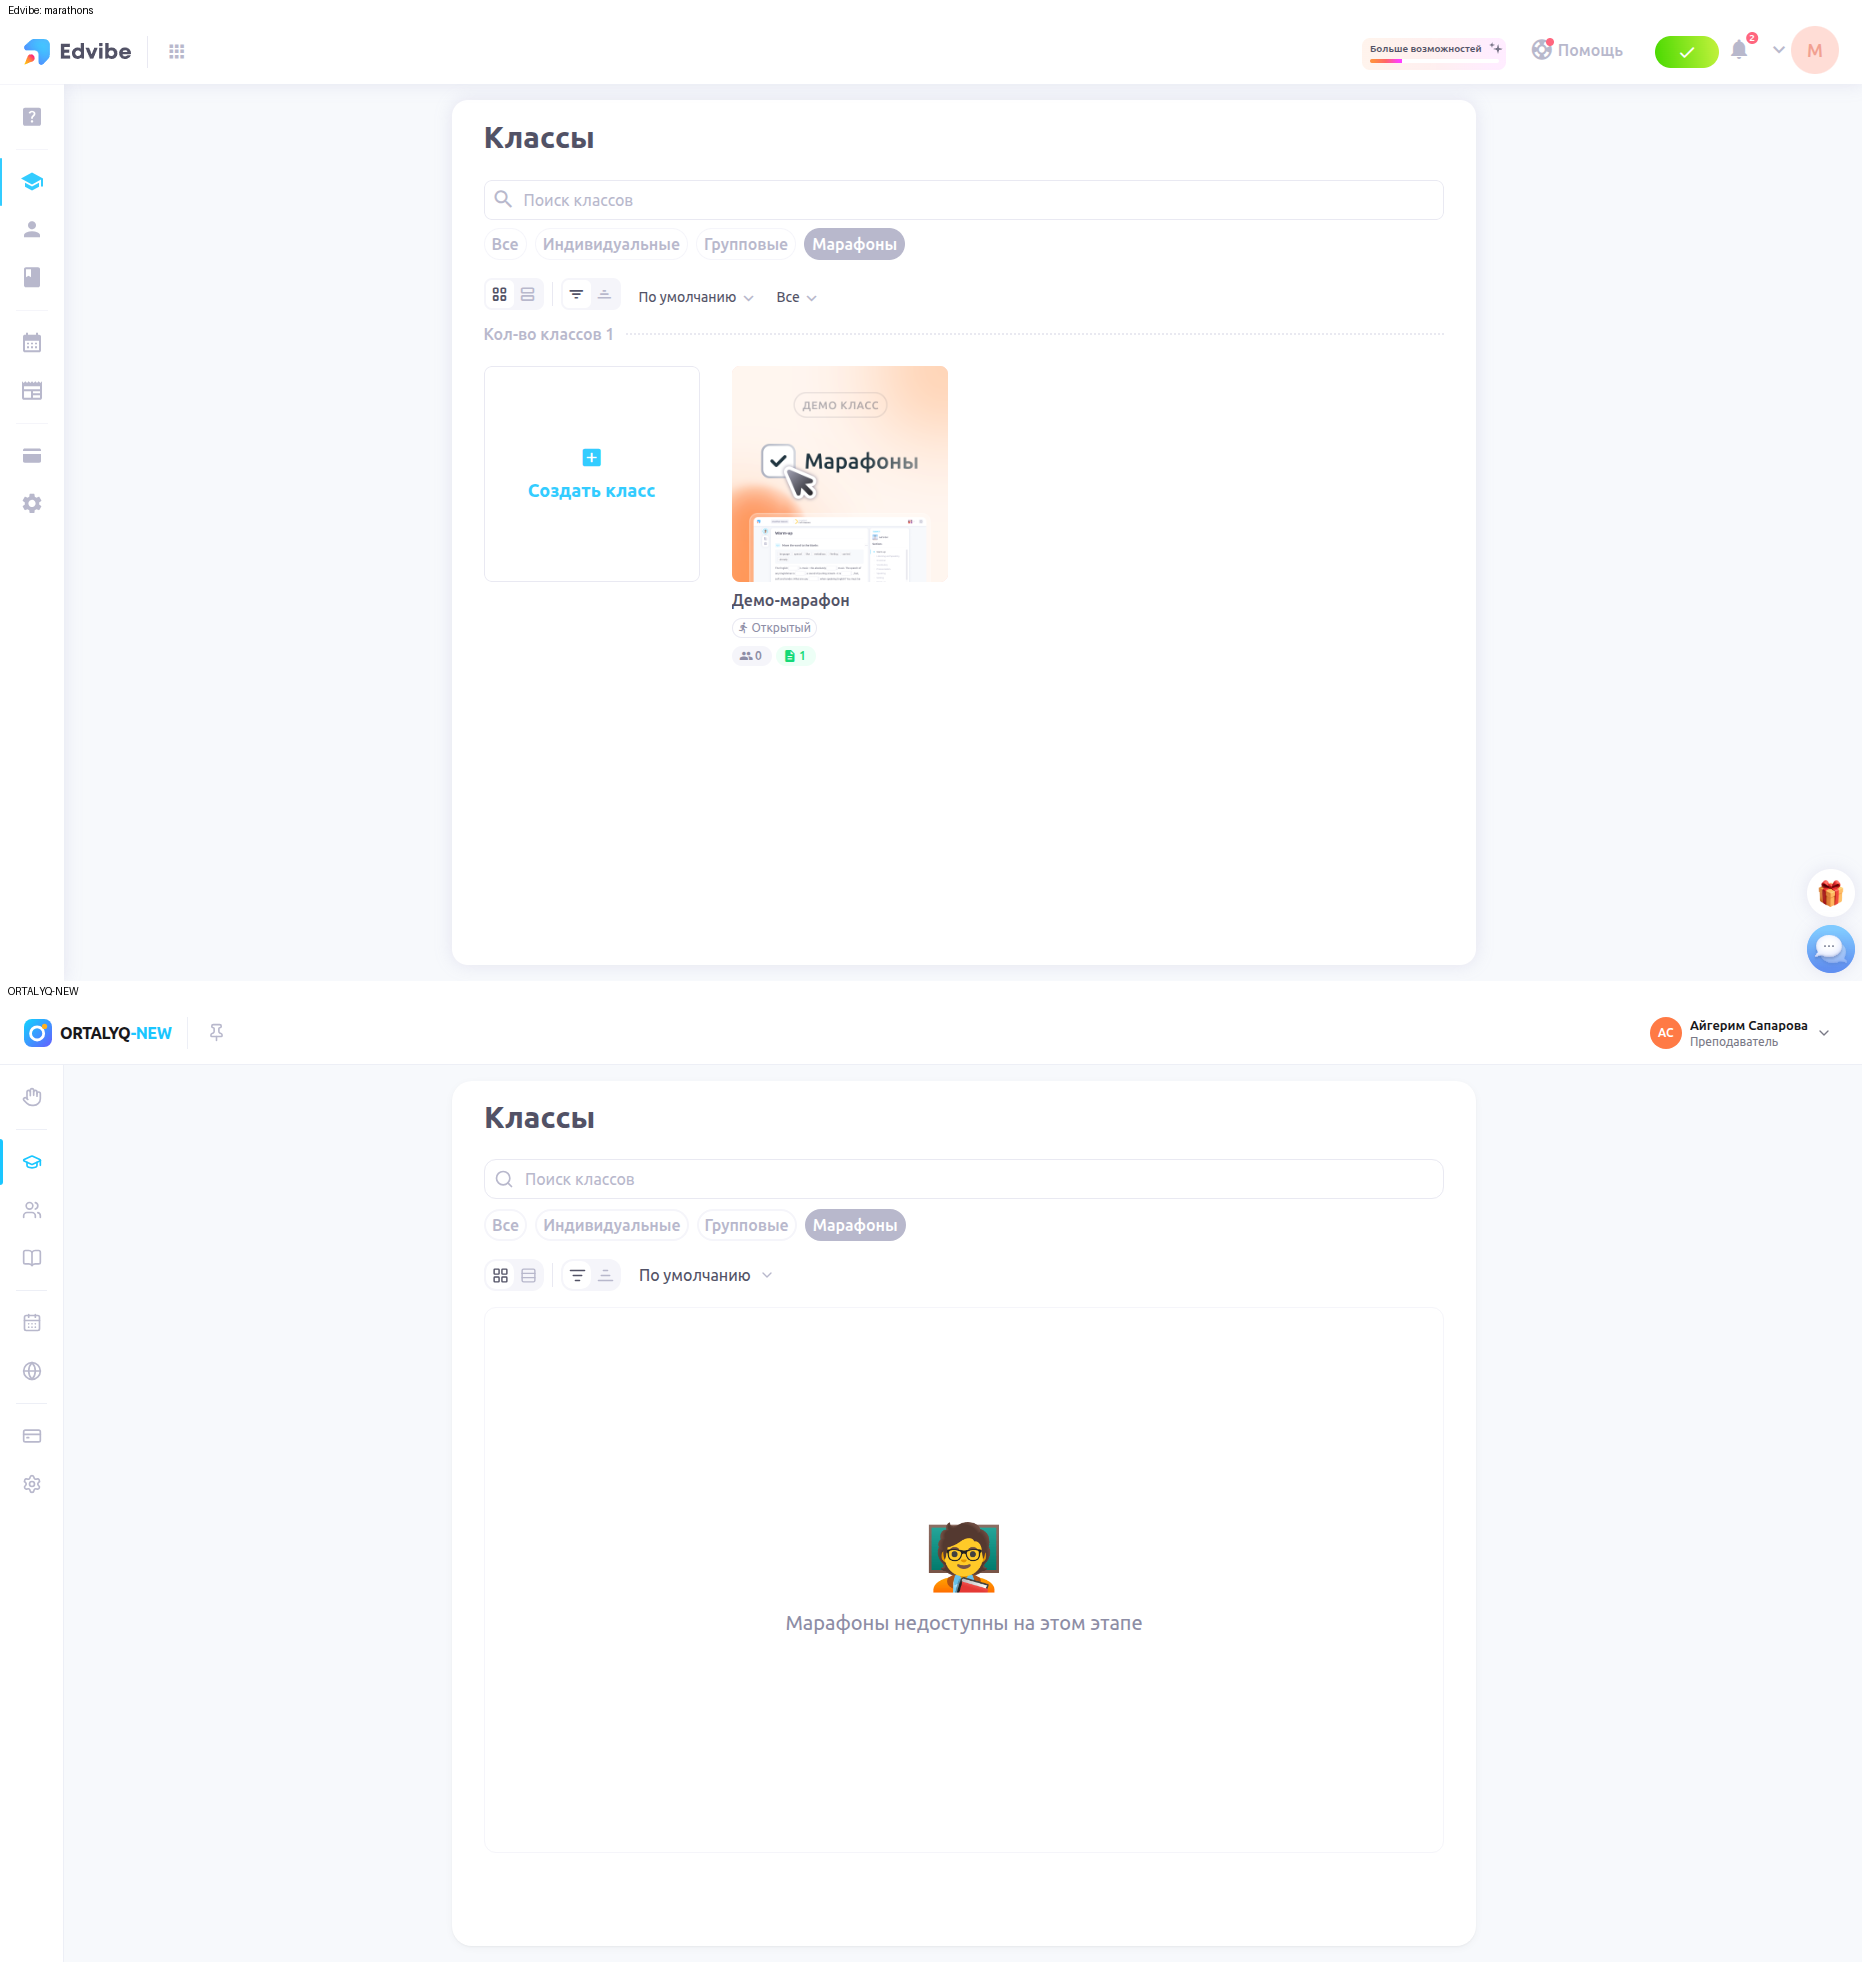 Edvibe: marathons
Edvibe
Больше возможностей
Помощь
2
M
Классы
Поиск классов
Все
Индивидуальные
Групповые
Марафоны
По умолчанию
Все
Кол-во классов 1
Создать класс
ДЕМО КЛАСС
Марафоны
Warm-up
Демо-марафон
Открытый
0
1
ORTALYQ-NEW
ORTALYQ-NEW
АС
Айгерим Сапарова
Преподаватель
Классы
Поиск классов
Все
Индивидуальные
Групповые
Марафоны
По умолчанию
Марафоны недоступны на этом этапе